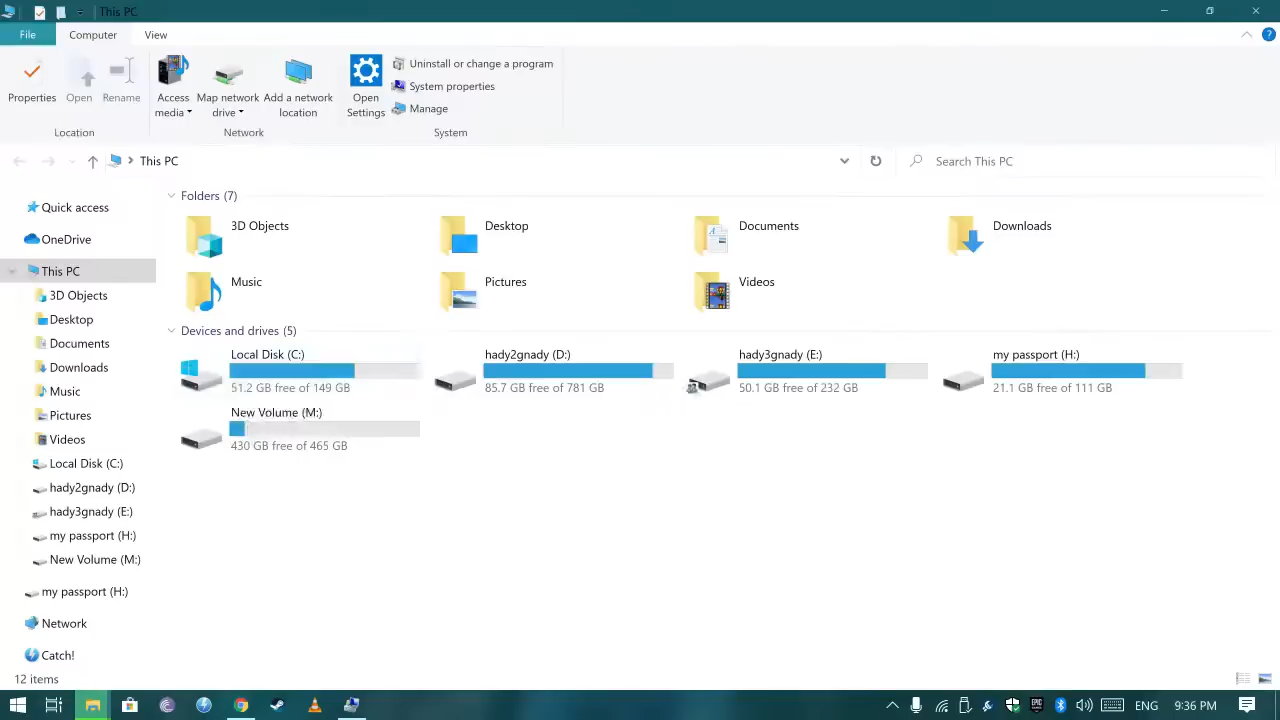 This PC
File Computer View
Properties Open Rename Access media Map network drive Add a network location Open Settings Uninstall or change a program
System properties
Manage
Location Network System
This PC Search This PC
Quick access
OneDrive
This PC
3D Objects
Desktop
Documents
Downloads
Music
Pictures
Videos
Local Disk (C:)
hady2gnady (D:)
hady3gnady (E:)
my passport (H:)
New Volume (M:)
my passport (H:)
Network
Catch!
Folders (7)
3D Objects Desktop Documents Downloads
Music Pictures Videos
Devices and drives (5)
Local Disk (C:) hady2gnady (D:) hady3gnady (E:) my passport (H:)
51.2 GB free of 149 GB 85.7 GB free of 781 GB 50.1 GB free of 232 GB 21.1 GB free of 111 GB
New Volume (M:)
430 GB free of 465 GB
12 items
EPIC ENG 9:36 PM